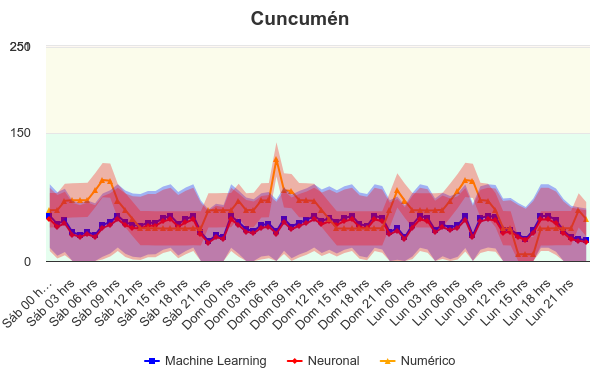 Cuncumén
250
150
0
Sáb 00 h...
Sáb 03 hrs
Sáb 06 hrs
Sáb 09 hrs
Sáb 12 hrs
Sáb 15 hrs
Sáb 18 hrs
Sáb 21 hrs
Dom 00 hrs
Dom 03 hrs
Dom 06 hrs
Dom 09 hrs
Dom 12 hrs
Dom 15 hrs
Dom 18 hrs
Dom 21 hrs
Lun 00 hrs
Lun 03 hrs
Lun 06 hrs
Lun 09 hrs
Lun 12 hrs
Lun 15 hrs
Lun 18 hrs
Lun 21 hrs
Machine Learning Neuronal Numérico